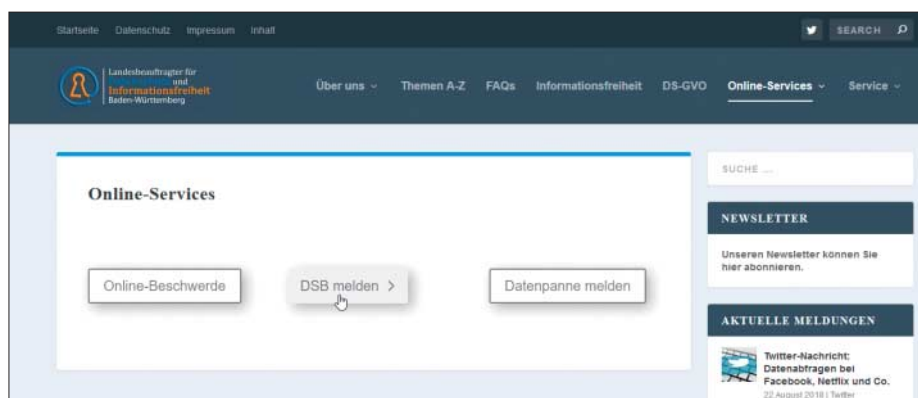 Startseite Datenschutz Impressum Inhalt
SEARCH
Landesbeauftragter für
und
Informationsfreiheit
Baden-Württemberg
Über uns Themen A-Z FAQs Informationsfreiheit DS-GVO Online-Services Service
SUCHE ...
Online-Services
NEWSLETTER
Unseren Newsletter können Sie
hier abonnieren.
Online-Beschwerde DSB melden Datenpanne melden
AKTUELLE MELDUNGEN
Twitter-Nachricht:
Datenabfragen bei
Facebook, Netflix und Co.
22 August 2018 | Twitter